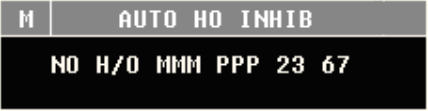 M AUTO HO INHIB
NO H/O MMM PPP 23 67